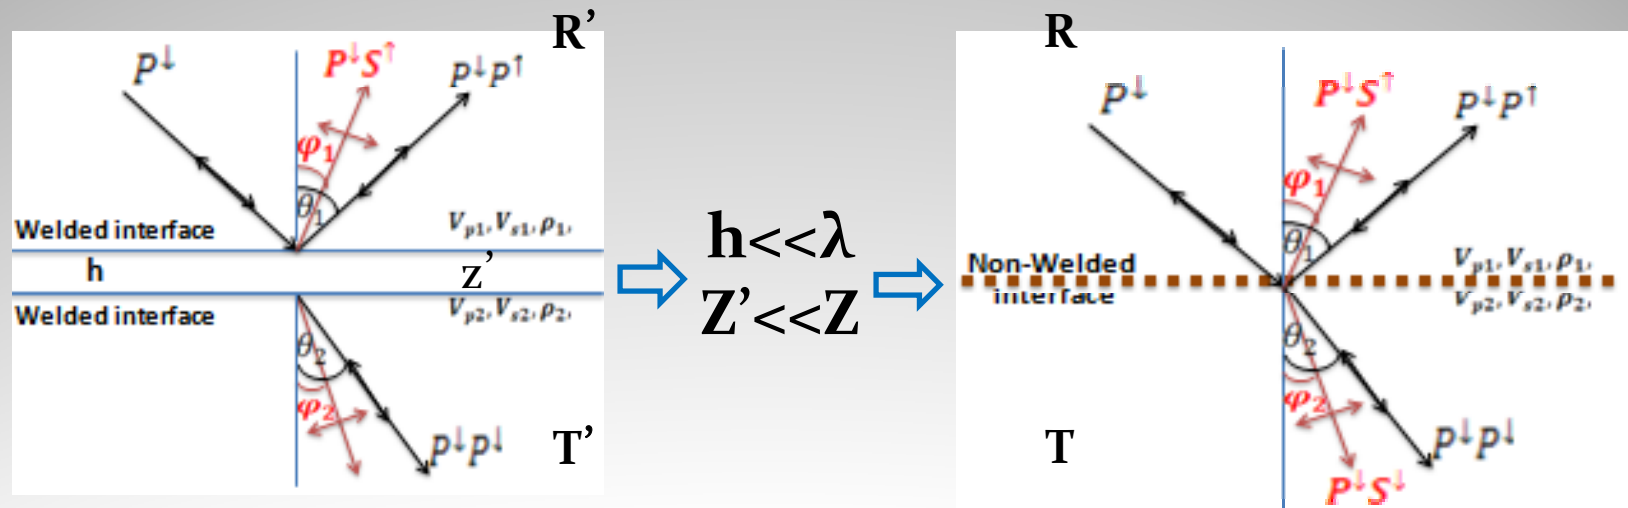 R’
P↓
P↓S↑
P↓P↑
φ₁
θ₁
Vp1, Vs1, ρ1,
Welded interface
h
z’
Welded interface
Vp2, Vs2, ρ2,
θ₂
φ₂
P↓P↓
T’
h<<λ
Z’<<Z
R
P↓
P↓S↑
P↓P↑
φ₁
θ₁
Vp1, Vs1, ρ1,
Non-Welded
interface
Vp2, Vs2, ρ2,
θ₂
φ₂
P↓P↓
T
P↓S↓